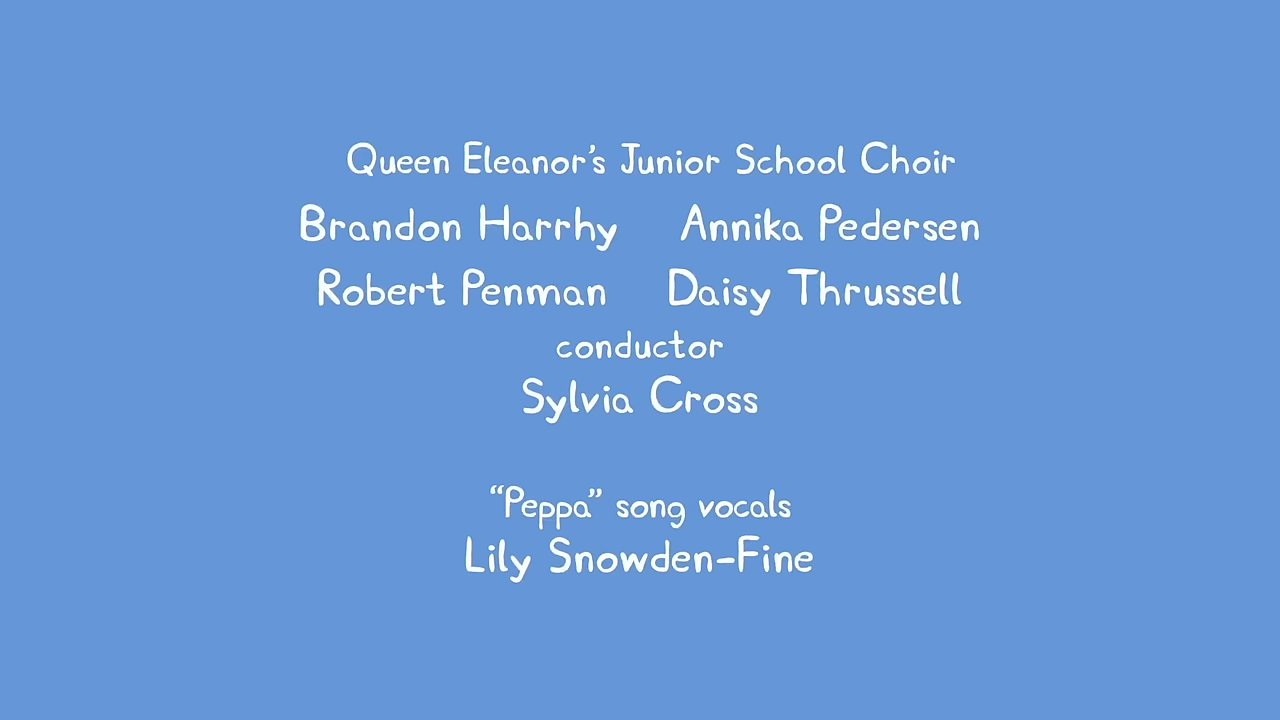 Queen Eleanor’s Junior School Choir
Brandon Harrhy Annika Pedersen
Robert Penman Daisy Thrussell
conductor
Sylvia Cross
“Peppa” song vocals
Lily Snowden-Fine